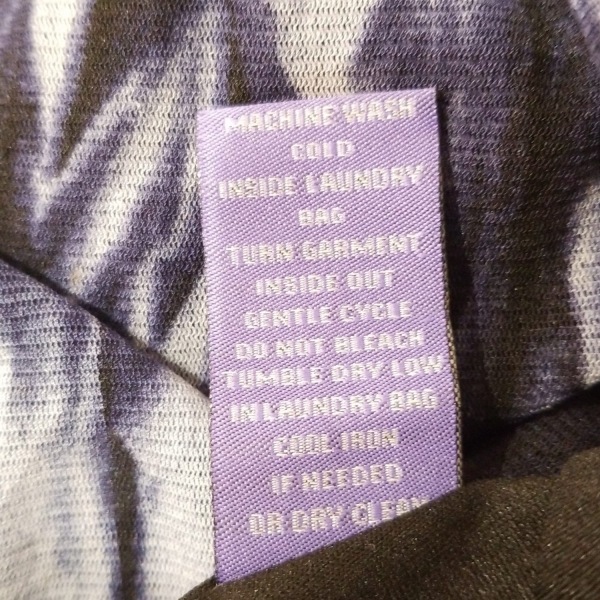 MACHINE WASH
COLD
INSIDE LAUNDRY
BAG
TURN GARMENT
INSIDE OUT
GENTLE CYCLE
DO NOT BLEACH
TUMBLE DRY LOW
IN LAUNDRY BAG
COOL IRON
IF NEEDED
OR DRY CLEAN